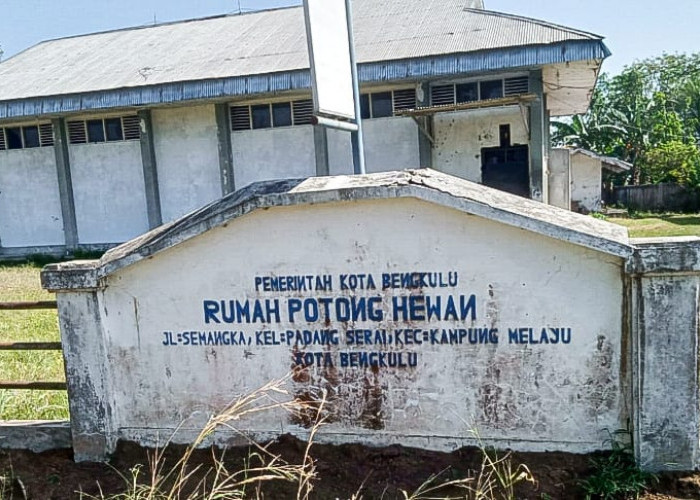 PEMERINTAH KOTA BENGKULU
RUMAH POTONG HEWAN
JL=SEMANGKA, KEL=PADANG SERAI, KEC=KAMPUNG MELAJU
KOTA BENGKULU